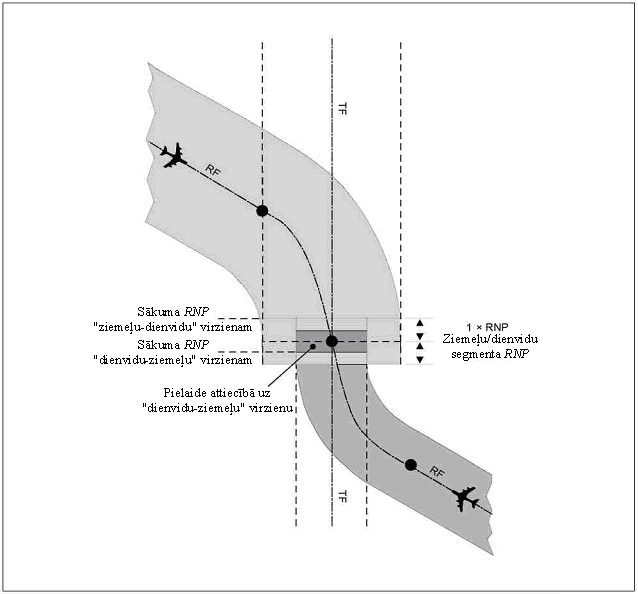 TF
RF
Sākuma RNP
"ziemeļu-dienvidu" virzienam
1 × RNP
Ziemeļu/dienvidu
segmenta RNP
Sākuma RNP
"dienvidu-ziemeļu" virzienam
Pielaide attiecībā uz
"dienvidu-ziemeļu" virzienu
RF
TF